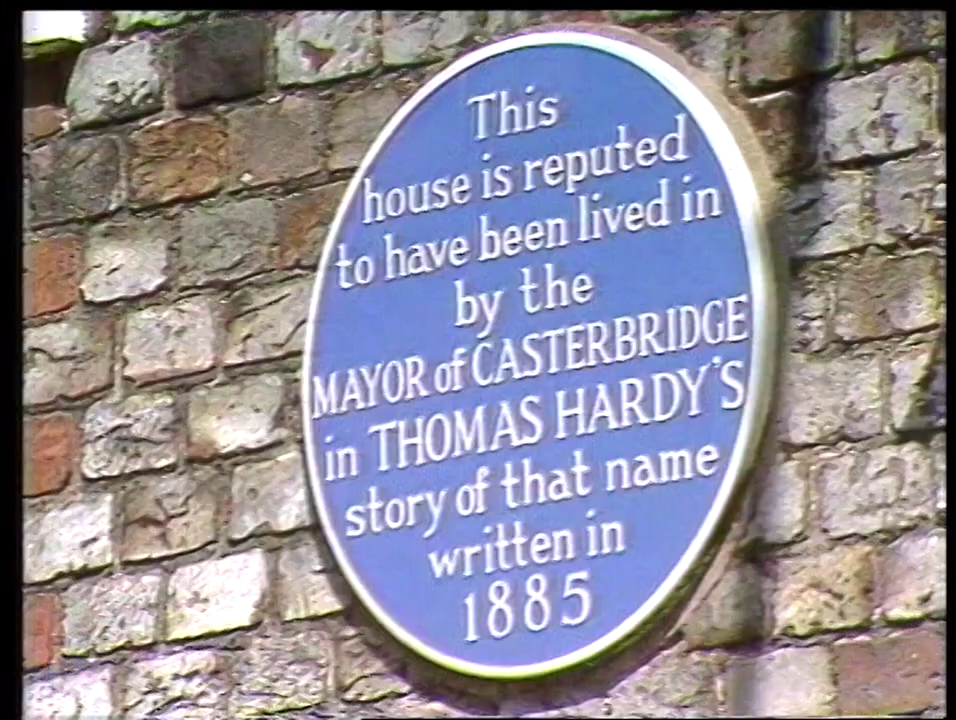 This
house is reputed
to have been lived in
by the
MAYOR of CASTERBRIDGE
in THOMAS HARDY'S
story of that name
written in
1885